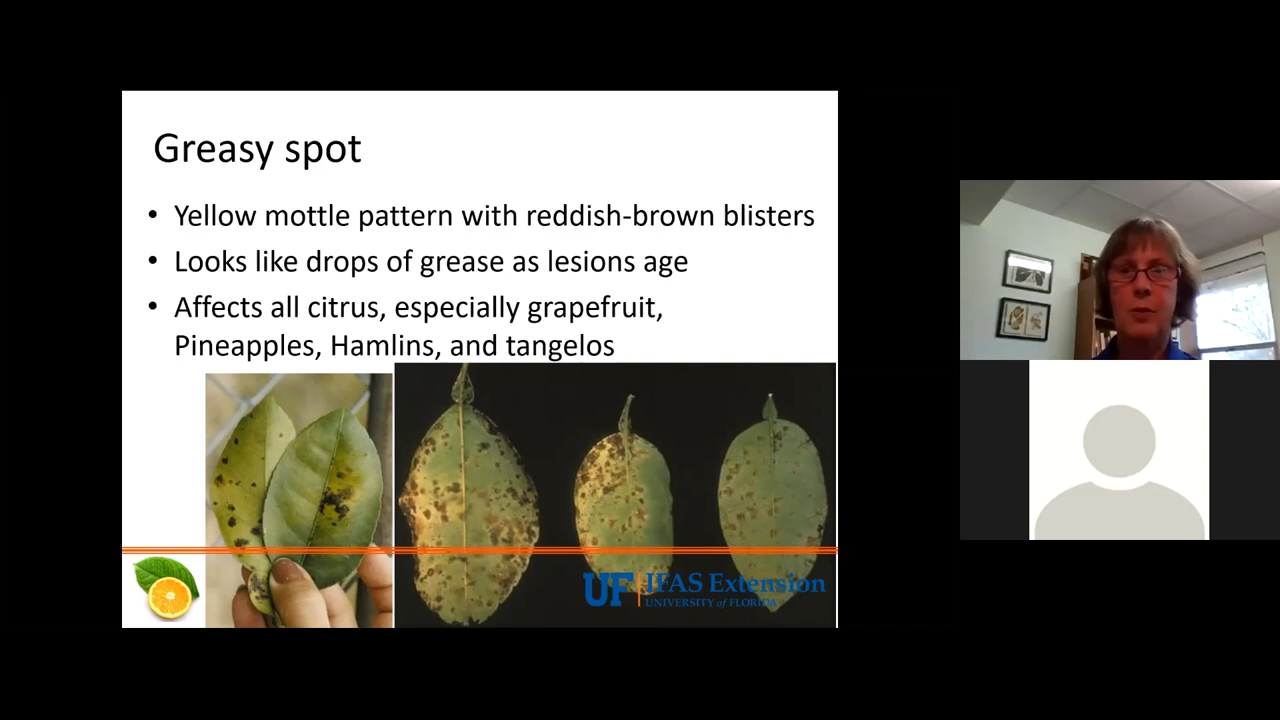 Greasy spot
• Yellow mottle pattern with reddish-brown blisters
• Looks like drops of grease as lesions age
• Affects all citrus, especially grapefruit,
Pineapples, Hamlins, and tangelos
UF IFAS Extension
UNIVERSITY of FLORIDA